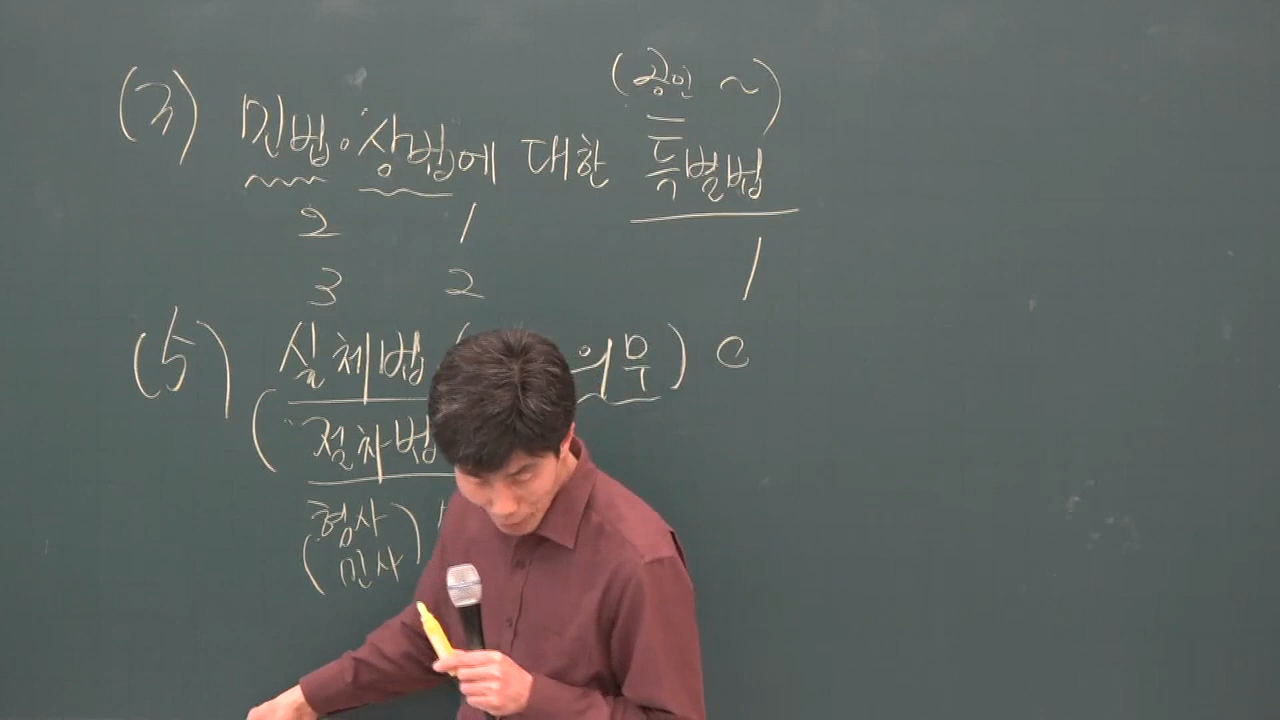 (공인 ~)
(3) 민법·상법에 대한 특별법
2 1
3 2 1
(5) 실체법( 의무)
(절차법
형사)
(민사